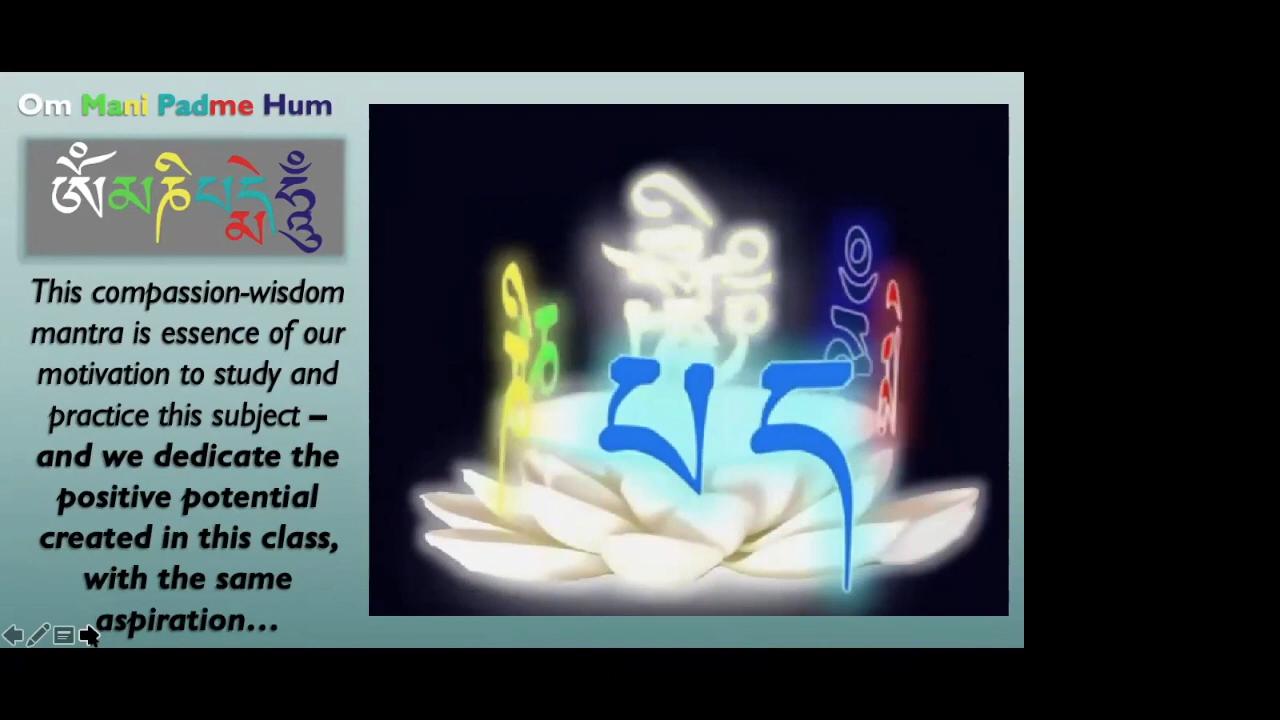 Om Mani Padme Hum
ༀ མ ཎི པ དྨེ ཧཱུྃ
This compassion-wisdom
mantra is essence of our
motivation to study and
practice this subject –
and we dedicate the
positive potential
created in this class,
with the same
aspiration…
པད